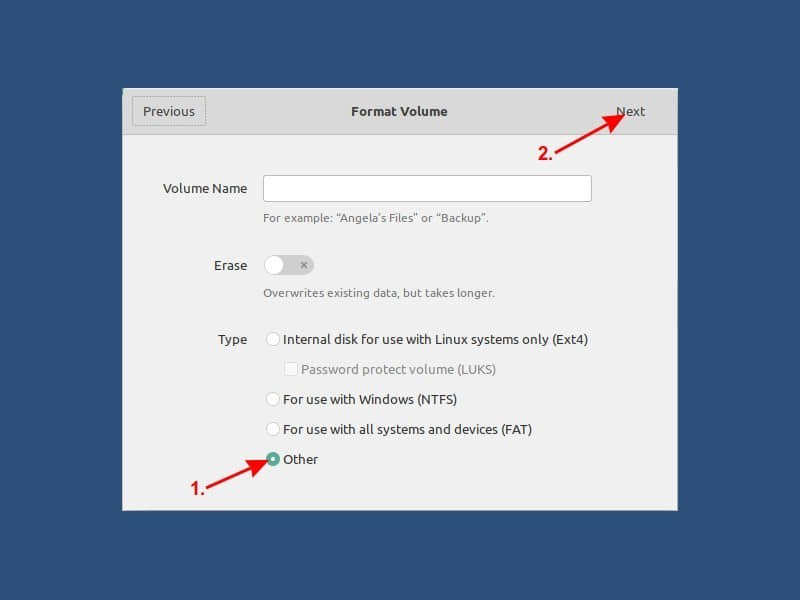 Previous
Format Volume
Next
2.
Volume Name
For example: “Angela’s Files” or “Backup”.
Erase
Overwrites existing data, but takes longer.
Type
Internal disk for use with Linux systems only (Ext4)
Password protect volume (LUKS)
For use with Windows (NTFS)
For use with all systems and devices (FAT)
Other
1.